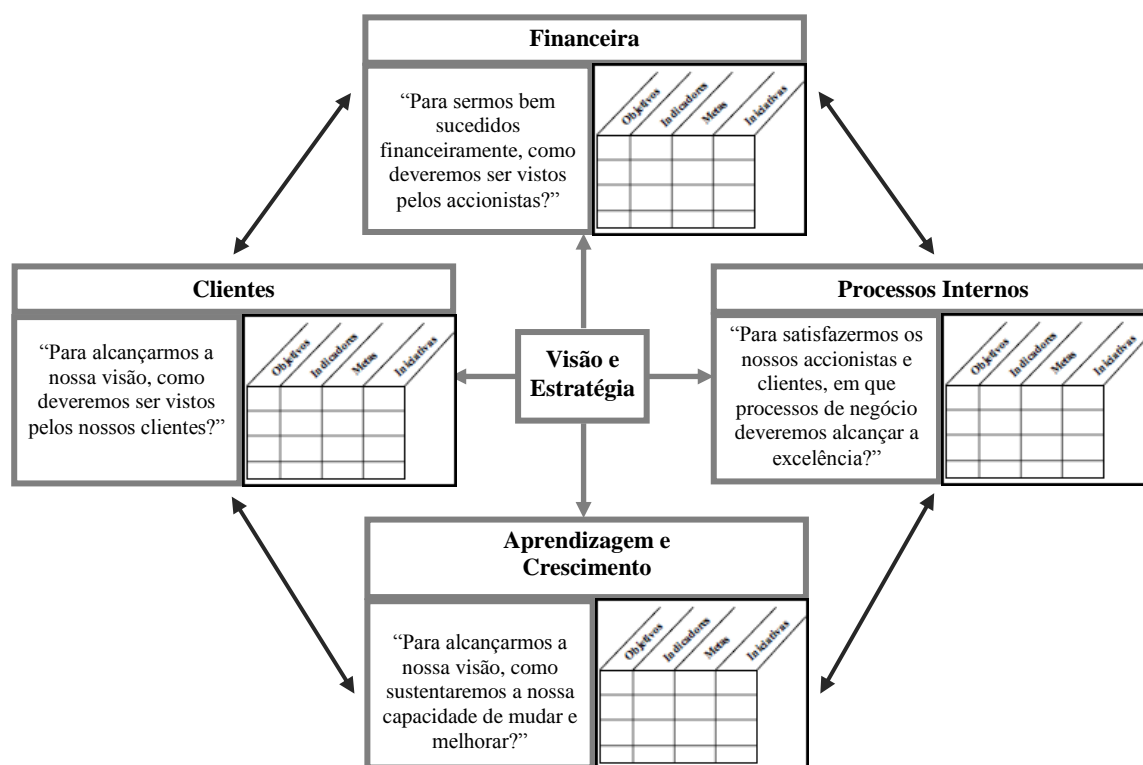 Financeira
“Para sermos bem
sucedidos
financeiramente, como
deveremos ser vistos
pelos accionistas?”
Objetivos
Indicadores
Metas
Iniciativas
Clientes
“Para alcançarmos a
nossa visão, como
deveremos ser vistos
pelos nossos clientes?”
Objetivos
Indicadores
Metas
Iniciativas
Visão e
Estratégia
Processos Internos
“Para satisfazermos os
nossos accionistas e
clientes, em que
processos de negócio
deveremos alcançar a
excelência?”
Objetivos
Indicadores
Metas
Iniciativas
Aprendizagem e
Crescimento
“Para alcançarmos a
nossa visão, como
sustentaremos a nossa
capacidade de mudar e
melhorar?”
Objetivos
Indicadores
Metas
Iniciativas